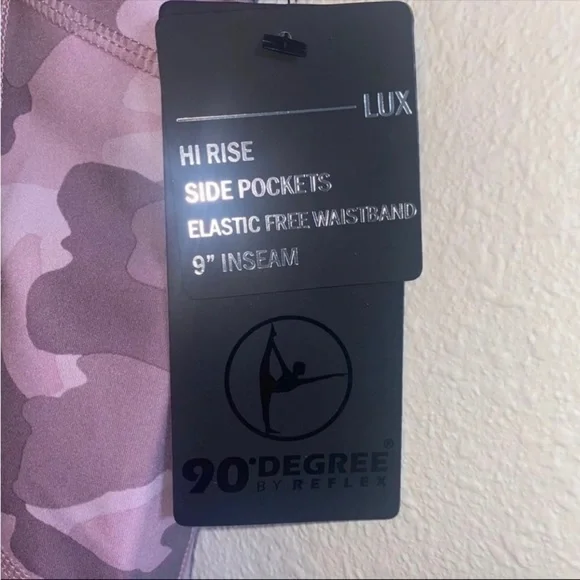 LUX
HI RISE
SIDE POCKETS
ELASTIC FREE WAISTBAND
9” INSEAM
90°DEGREE®
BY REFLEX